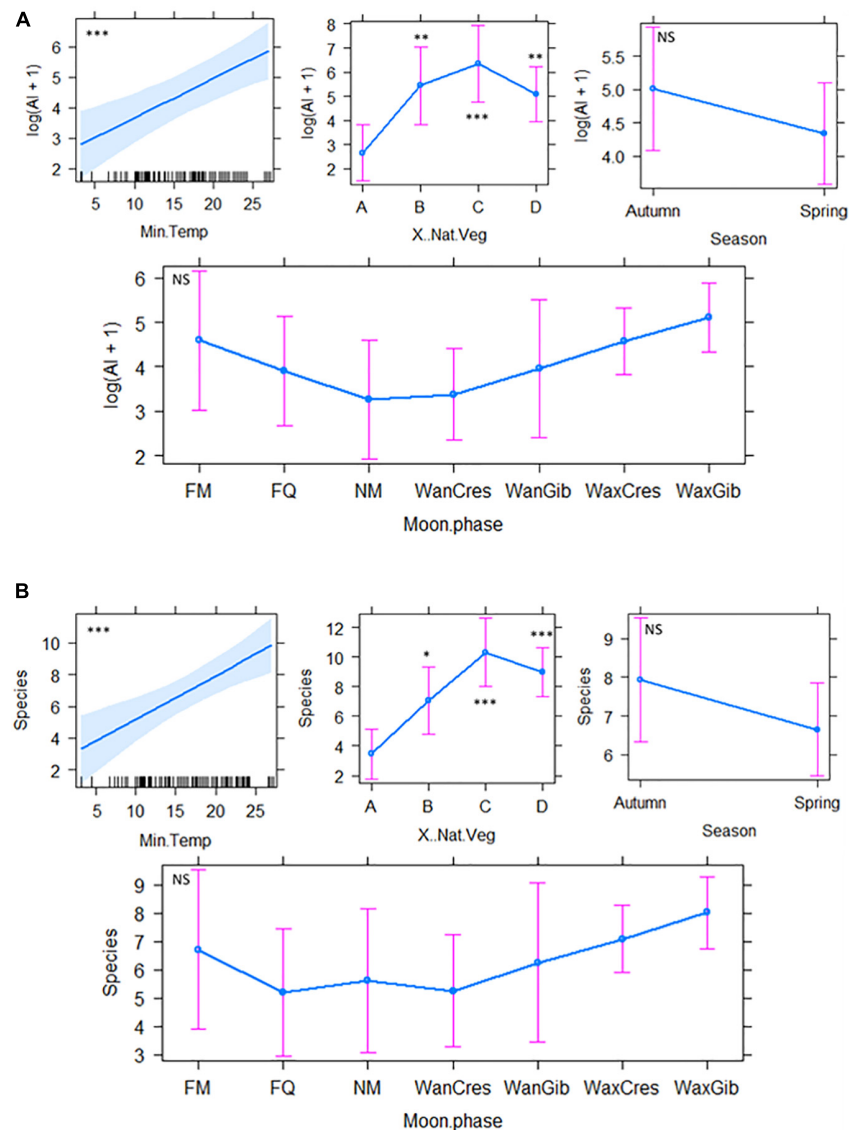 A
***
log(AI + 1)
6
5
4
3
2
5 10 15 20 25
Min.Temp
** ** ***
log(AI + 1)
8
7
6
5
4
3
2
A B C D
X..Nat.Veg
NS
log(AI + 1)
5.5
5.0
4.5
4.0
Autumn Spring
Season
NS
log(AI + 1)
6
5
4
3
2
FM FQ NM WanCres WanGib WaxCres WaxGib
Moon.phase
B
***
Species
10
8
6
4
2
5 10 15 20 25
Min.Temp
* *** ***
Species
12
10
8
6
4
2
A B C D
X..Nat.Veg
NS
Species
9
8
7
6
Autumn Spring
Season
NS
Species
9
8
7
6
5
4
3
FM FQ NM WanCres WanGib WaxCres WaxGib
Moon.phase